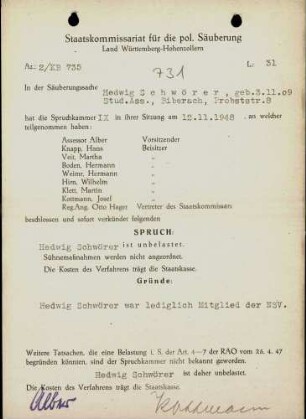 Staatskommissariat für die pol. Säuberung
Land Württemberg-Hohenzollern
Az: 2/KB 735 L: 51
731
In der Säuberungssache Hedwig Schwörer, geb.3.11.09
Stud.Ass., Biberach, Probststr.8
hat die Spruchkammer IX in ihrer Sitzung am 12.11.1948 , an welcher
teilgenommen haben:
Assessor Alber Vorsitzender
Knapp, Hans Beisitzer
Veit, Martha "
Boden, Hermann "
Weino, Hermann "
Hirn, Wilhelm "
Klett, Martin "
Kottmann, Josef "
Reg.Ang. Otto Hager Vertreter des Staatskommissars
beschlossen und sofort verkündet folgenden
SPRUCH:
Hedwig Schwörer
ist unbelastet.
Sühnemaßnahmen werden nicht angeordnet.
Die Kosten des Verfahrens trägt die Staatskasse.
Gründe:
Hedwig Schwörer war lediglich Mitglied der NSV.
Weitere Tatsachen, die eine Belastung i. S. der Art. 4-7 der RAO vom 26. 4. 47
begründen könnten, sind der Kammer nicht bekannt geworden.
Hedwig Schwörer ist daher unbelastet.
Die Kosten des Verfahrens trägt die Staatskasse.
Alber Kottmann